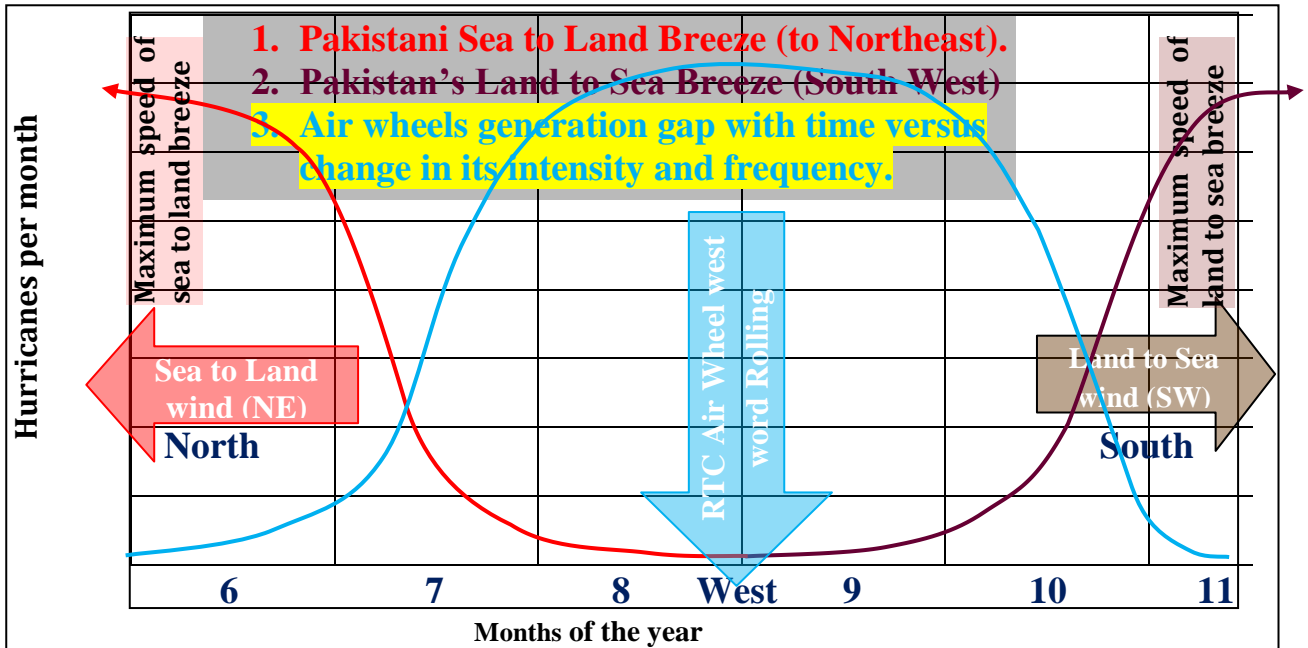 1. Pakistani Sea to Land Breeze (to Northeast).
2. Pakistan's Land to Sea Breeze (South West)
3. Air wheels generation gap with time versus
change in its intensity and frequency.
Hurricanes per month
Maximum speed of
sea to land breeze
Maximum speed of
land to sea breeze
Sea to Land
wind (NE)
North
RTC Air Wheel west
word Rolling
Land to Sea
wind (SW)
South
6 7 8 West 9 10 11
Months of the year